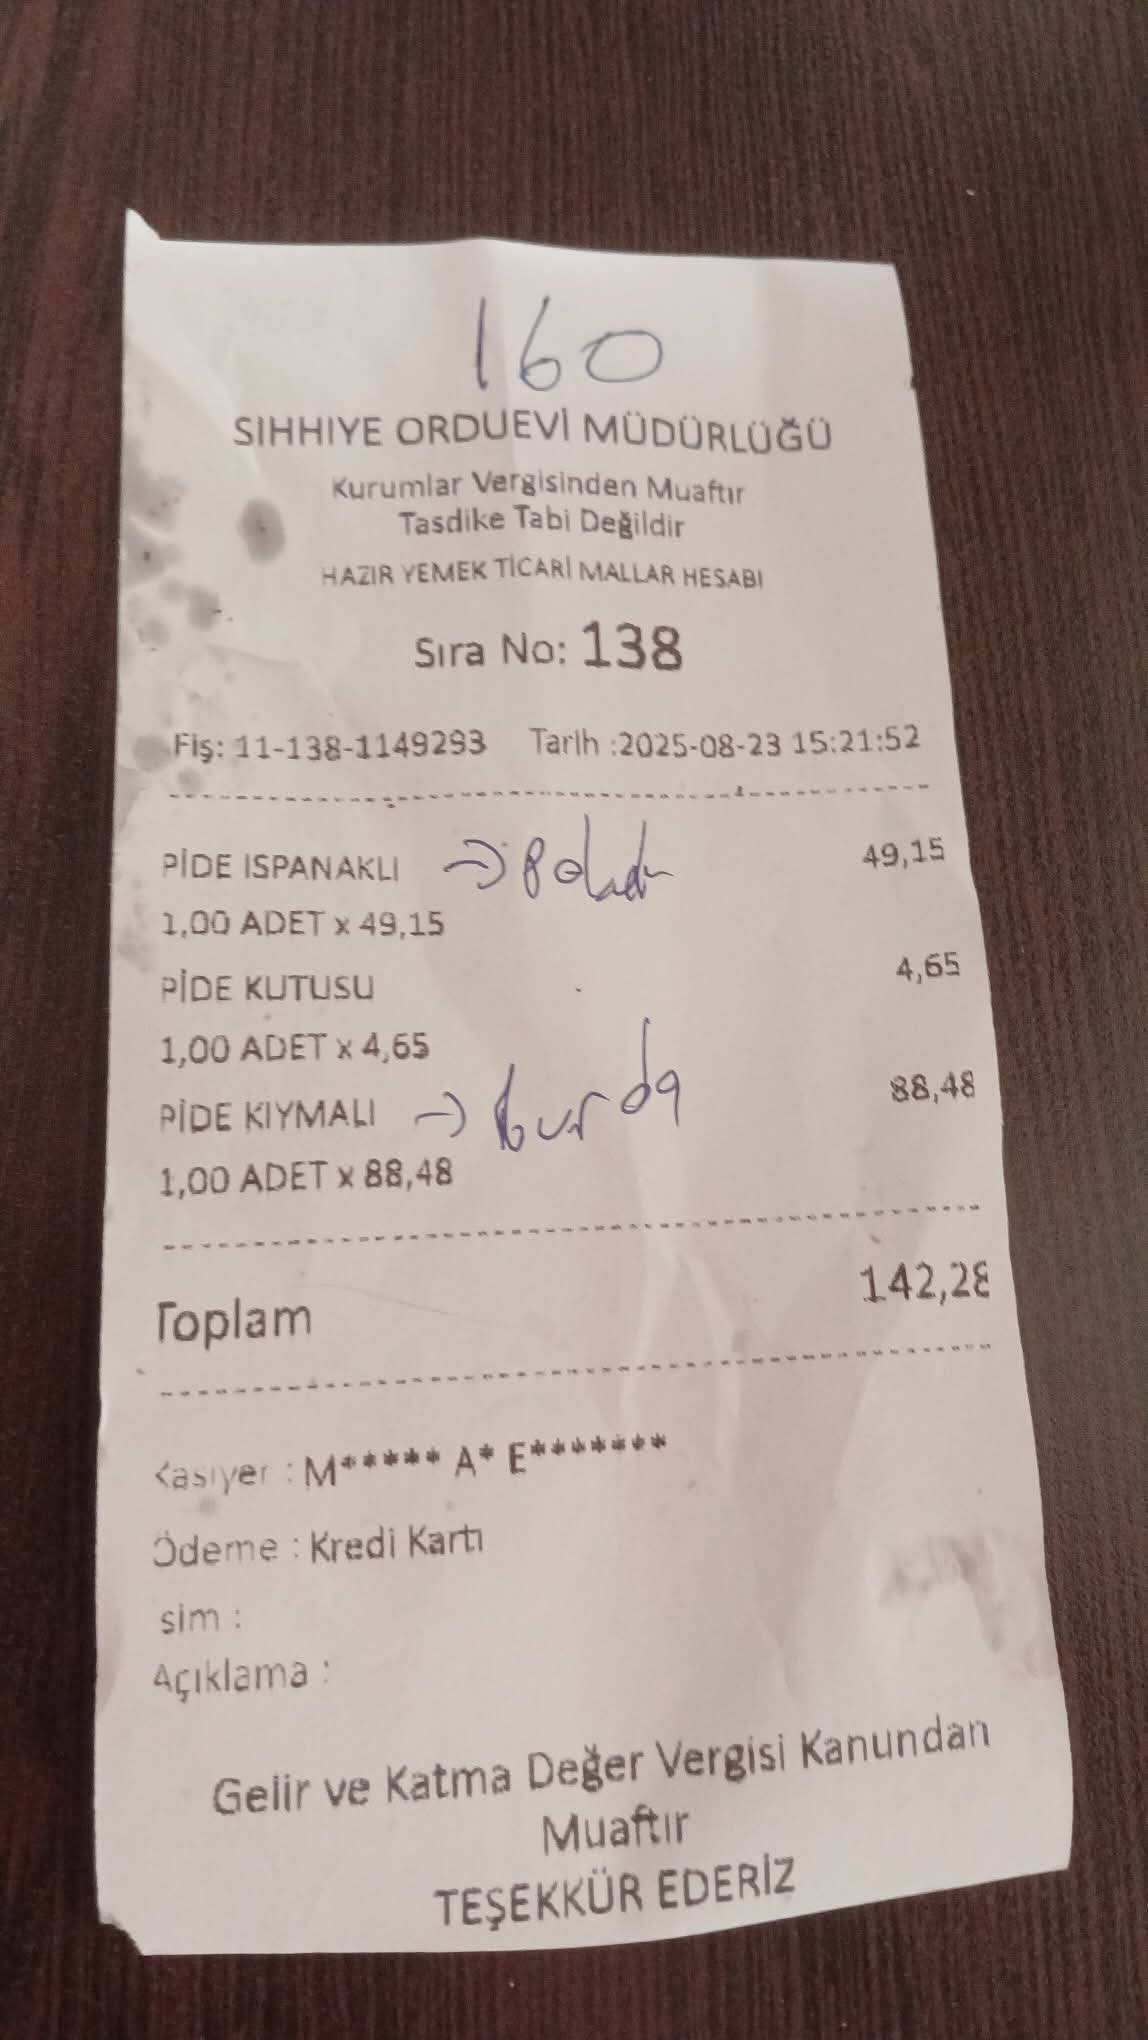 160
SIHHIYE ORDUEVİ MÜDÜRLÜĞÜ
Kurumlar Vergisinden Muaftır
Tasdike Tabi Değildir
HAZIR YEMEK TİCARİ MALLAR HESABI
Sıra No: 138
Fiş: 11-138-1149293 Tarih :2025-08-23 15:21:52
PİDE ISPANAKLI → 49,15
1,00 ADET x 49,15
PİDE KUTUSU 4,65
1,00 ADET x 4,65
PİDE KIYMALI → burda 88,48
1,00 ADET x 88,48
Toplam 142,28
Kasiyer : M***** A* E*******
Ödeme : Kredi Kartı
sim :
Açıklama :
Gelir ve Katma Değer Vergisi Kanundan
Muaftır
TEŞEKKÜR EDERİZ